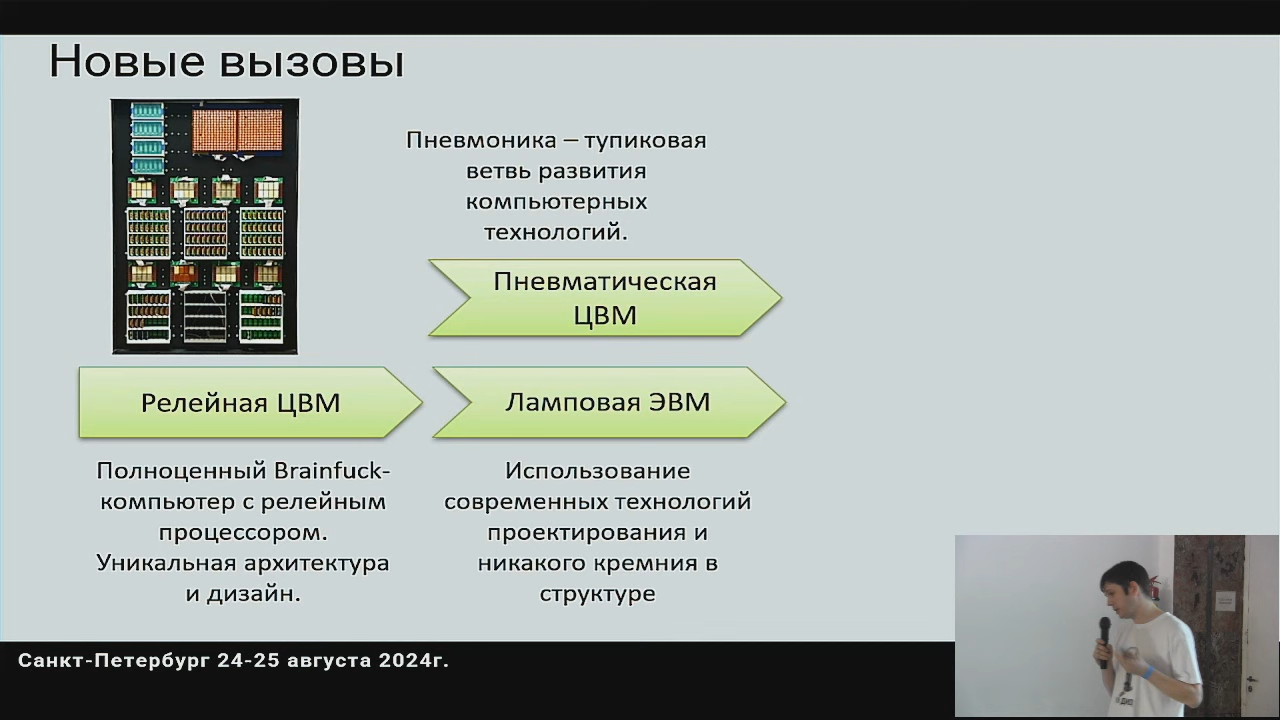 Новые вызовы
Пневмоника – тупиковая
ветвь развития
компьютерных
технологий.
Пневматическая
ЦВМ
Релейная ЦВМ
Ламповая ЭВМ
Полноценный Brainfuck-
компьютер с релейным
процессором.
Уникальная архитектура
и дизайн.
Использование
современных технологий
проектирования и
никакого кремния в
структуре
Санкт-Петербург 24-25 августа 2024г.